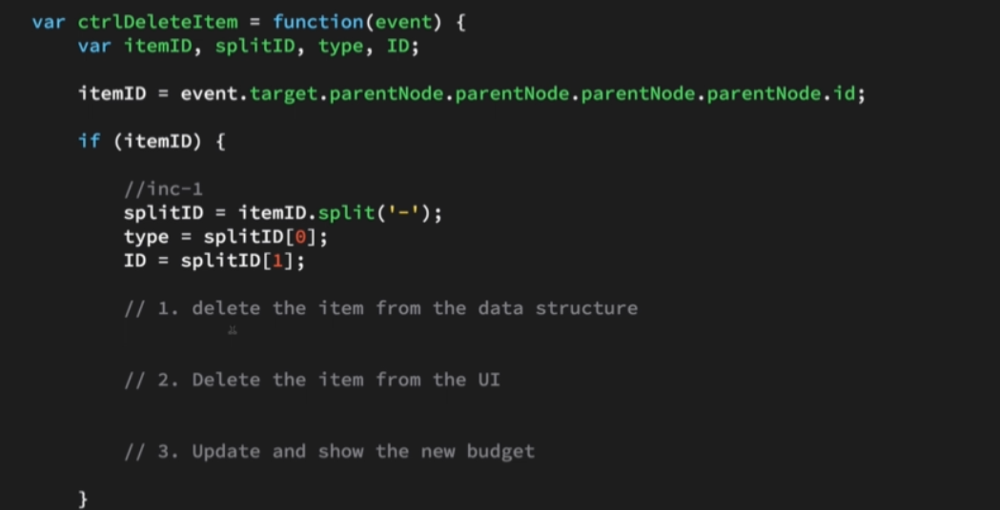 var ctrlDeleteItem = function(event) {
var itemID, splitID, type, ID;
itemID = event.target.parentNode.parentNode.parentNode.parentNode.id;
if (itemID) {
//inc-1
splitID = itemID.split('-');
type = splitID[0];
ID = splitID[1];
// 1. delete the item from the data structure
// 2. Delete the item from the UI
// 3. Update and show the new budget
}